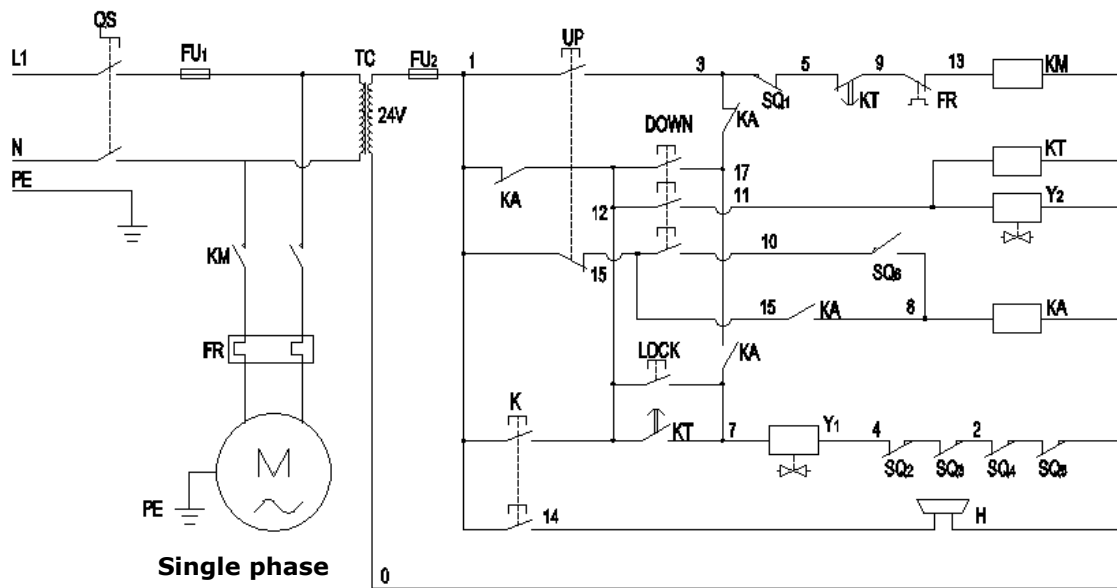 QS
L1
FU1
TC
FU2
1
UP
3
5
9
13
KM
SQ1
KT
FR
24V
KA
DOWN
N
KT
PE
17
KA
11
Y2
12
KM
10
15
SQ6
15
KA
8
KA
FR
LOCK
KA
K
M
KT
7
Y1
4
2
SQ2
SQ3
SQ4
SQ5
PE
14
H
Single phase
0